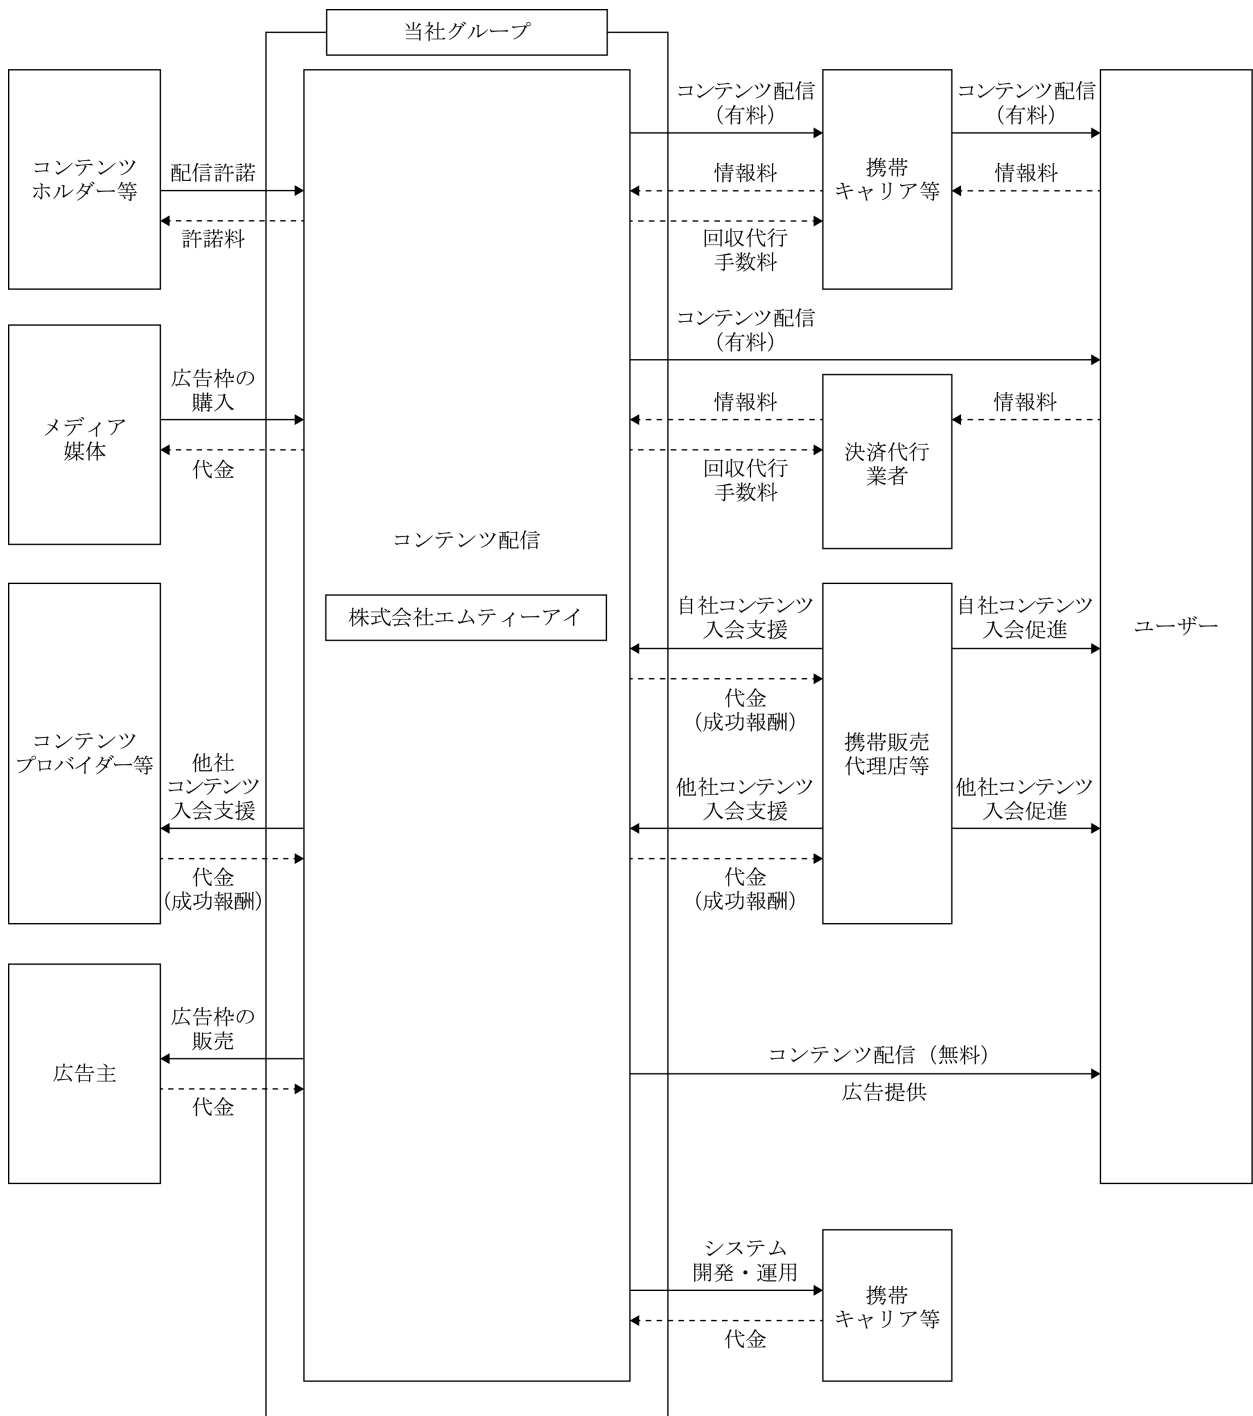 当社グループ
コンテンツ
ホルダー等
配信許諾
許諾料
コンテンツ配信
（有料）
情報料
回収代行
手数料
携帯
キャリア等
コンテンツ配信
（有料）
情報料
メディア
媒体
広告枠の
購入
代金
コンテンツ配信
（有料）
情報料
回収代行
手数料
決済代行
業者
情報料
コンテンツ配信
株式会社エムティーアイ
コンテンツ
プロバイダー等
他社
コンテンツ
入会支援
代金
（成功報酬）
自社コンテンツ
入会支援
代金
（成功報酬）
他社コンテンツ
入会支援
代金
（成功報酬）
携帯販売
代理店等
自社コンテンツ
入会促進
他社コンテンツ
入会促進
ユーザー
広告主
広告枠の
販売
代金
コンテンツ配信（無料）
広告提供
システム
開発・運用
代金
携帯
キャリア等